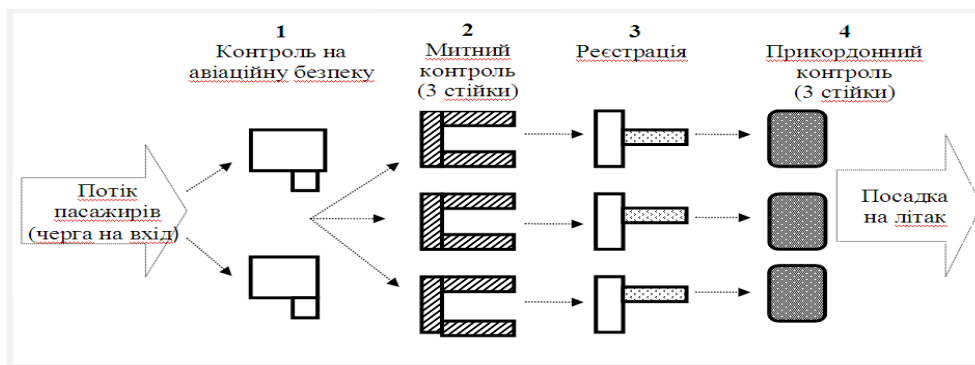 1
Контроль на
авіаційну безпеку
2
Митний
контроль
(3 стійки)
3
Реєстрація
4
Прикордонний
контроль
(3 стійки)
Потік
пасажирів
(черга на вхід)
Посадка
на літак